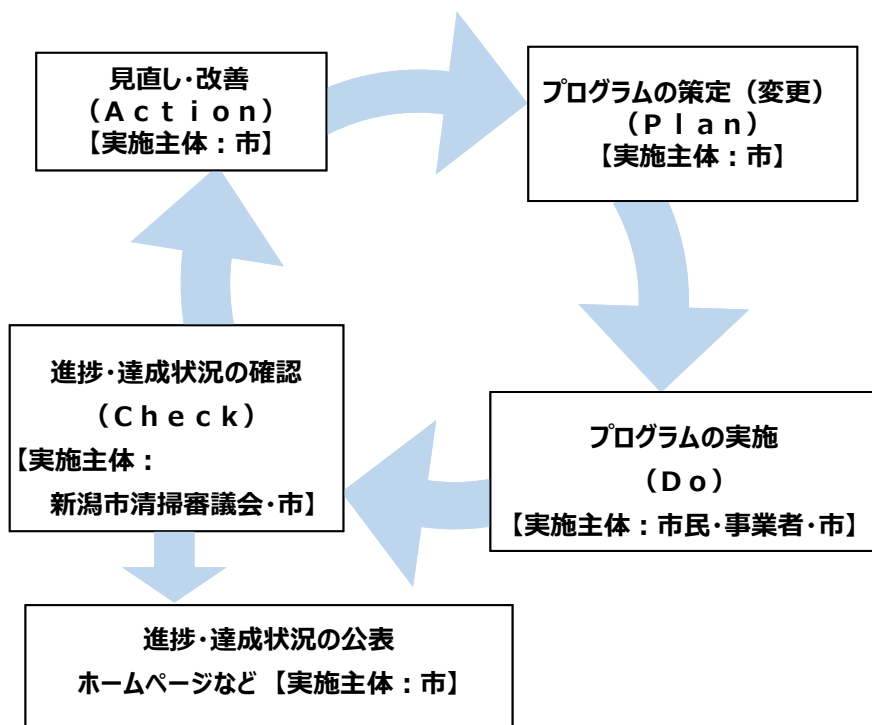 見直し・改善
（Ａｃｔｉｏｎ）
【実施主体：市】
プログラムの策定（変更）
（Ｐｌａｎ）
【実施主体：市】
プログラムの実施
（Ｄｏ）
【実施主体：市民・事業者・市】
進捗・達成状況の確認
（Ｃｈｅｃｋ）
【実施主体：
新潟市清掃審議会・市】
進捗・達成状況の公表
ホームページなど【実施主体：市】